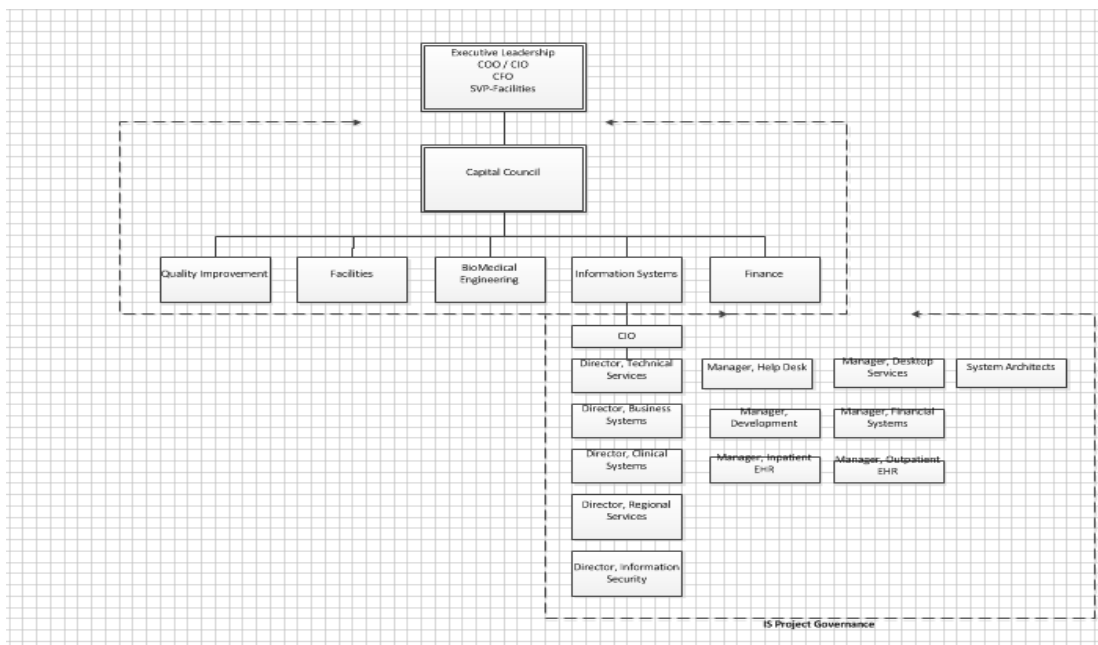 Executive Leadership
COO / CIO
CFO
SVP-Facilities
Capital Council
Quality Improvement
Facilities
BioMedical
Engineering
Information Systems
Finance
CIO
Director, Technical
Services
Manager, Help Desk
Manager, Desktop
Services
System Architects
Director, Business
Systems
Manager,
Development
Manager, Financial
Systems
Director, Clinical
Systems
Manager, Inpatient
EHR
Manager, Outpatient
EHR
Director, Regional
Services
Director, Information
Security
IS Project Governance